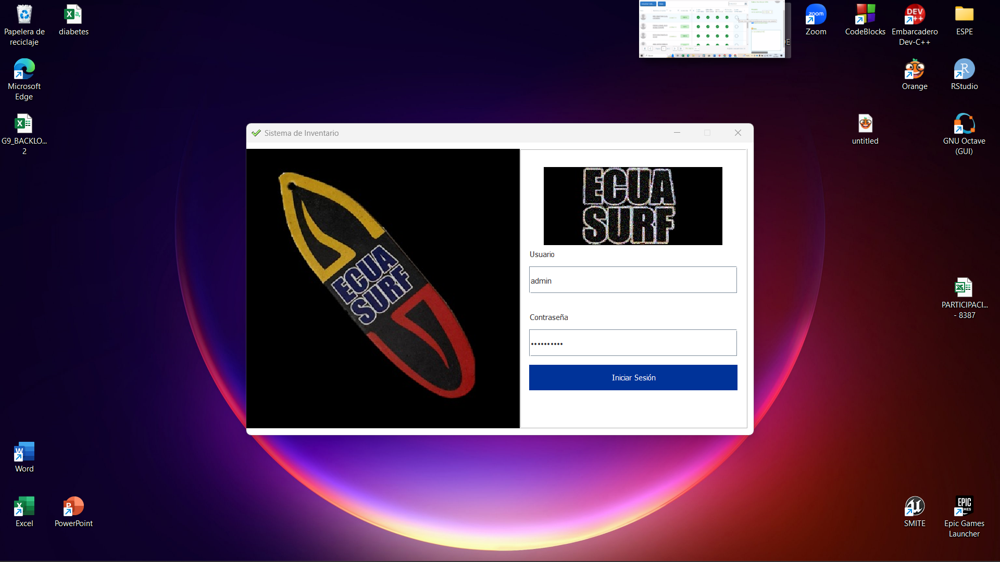 Papelera de
reciclaje
diabetes
Zoom
CodeBlocks
Embarcadero
Dev-C++
ESPE
Microsoft
Edge
Orange
RStudio
G9_BACKLO...
2
untitled
GNU Octave
(GUI)
Sistema de Inventario
ECUA
SURF
ECUA
SURF
Usuario
admin
Contraseña
••••••••••
Iniciar Sesión
PARTICIPACI...
- 8387
Word
Excel
PowerPoint
SMITE
Epic Games
Launcher